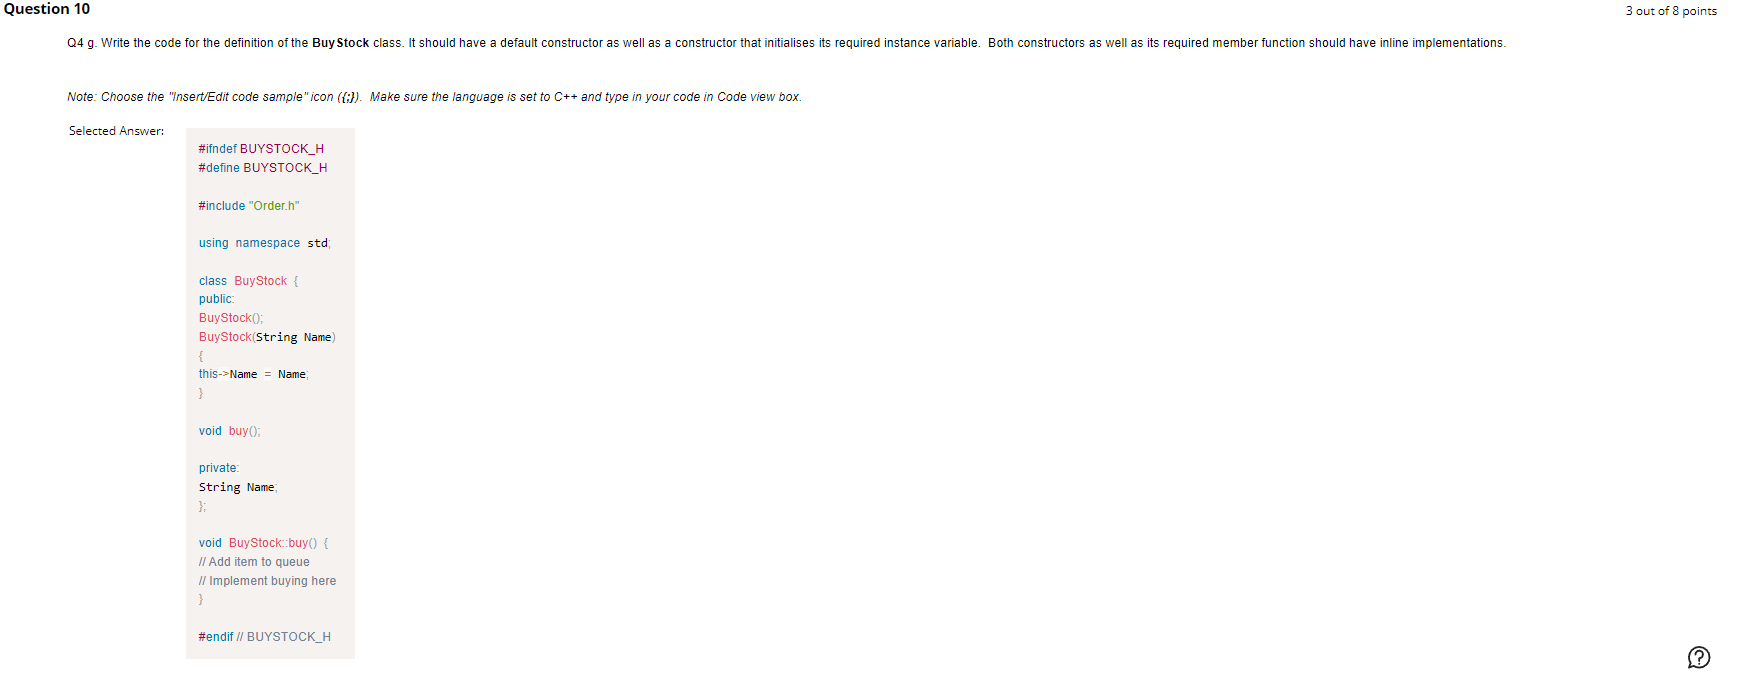 Question 10
3 out of 8 points
Q4 g. Write the code for the definition of the BuyStock class. It should have a default constructor as well as a constructor that initialises its required instance variable. Both constructors as well as its required member function should have inline implementations.
Note: Choose the "Insert/Edit code sample" icon ({;}). Make sure the language is set to C++ and type in your code in Code view box.
Selected Answer:
#ifndef BUYSTOCK_H
#define BUYSTOCK_H
#include "Order.h"
using namespace std;
class BuyStock {
public:
BuyStock();
BuyStock(String Name)
{
this->Name = Name;
}
void buy();
private:
String Name;
};
void BuyStock::buy() {
// Add item to queue
// Implement buying here
}
#endif // BUYSTOCK_H